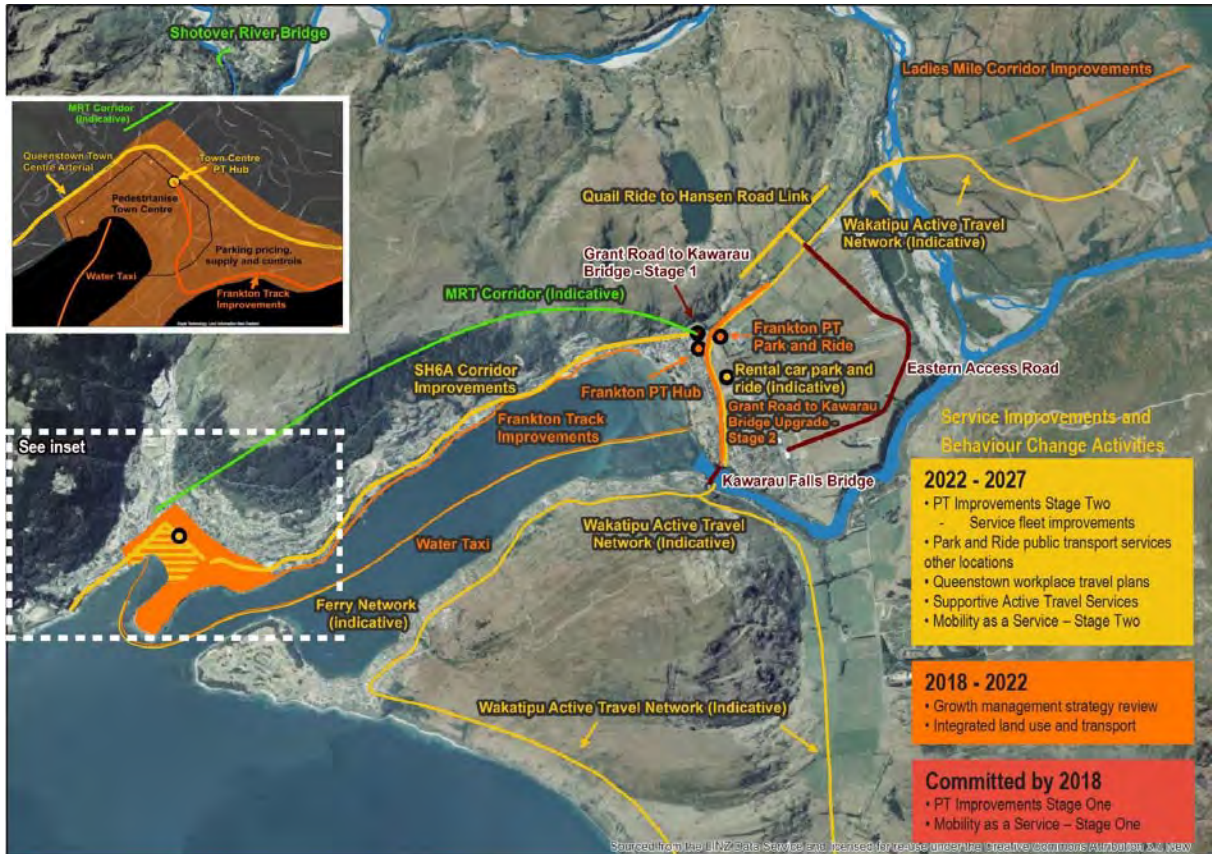 Shotover River Bridge
Ladies Mile Corridor Improvements
MRT Corridor
(Indicative)
Queenstown Town
Centre Arterial
Town Centre
PT Hub
Pedestrianise
Town Centre
Parking pricing,
supply and controls
Water Taxi
Frankton Track
Improvements
Quail Ride to Hansen Road Link
Wakatipu Active Travel
Network (Indicative)
Grant Road to Kawarau
Bridge - Stage 1
MRT Corridor (Indicative)
Frankton PT
Park and Ride
SH6A Corridor
Improvements
Rental car park and
ride (indicative)
Eastern Access Road
Frankton PT Hub
Grant Road to Kawarau
Bridge Upgrade -
Stage 2
Frankton Track
Improvements
See inset
Kawarau Falls Bridge
Wakatipu Active Travel
Network (Indicative)
Water Taxi
Ferry Network
(indicative)
Wakatipu Active Travel Network (Indicative)
Service Improvements and
Behaviour Change Activities
2022 - 2027
• PT Improvements Stage Two
- Service fleet improvements
• Park and Ride public transport services
other locations
• Queenstown workplace travel plans
• Supportive Active Travel Services
• Mobility as a Service – Stage Two
2018 - 2022
• Growth management strategy review
• Integrated land use and transport
Committed by 2018
• PT Improvements Stage One
• Mobility as a Service – Stage One
Sourced from the LINZ Data Service and licensed for re-use under the Creative Commons Attribution 3.0 New